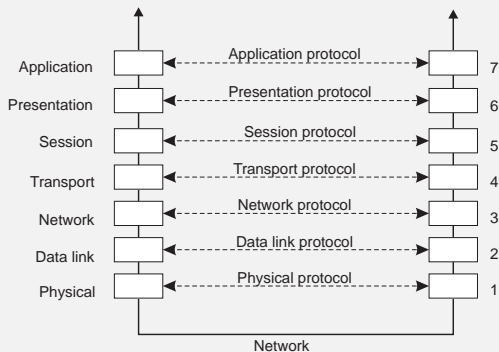 Application Application protocol 7
Presentation Presentation protocol 6
Session Session protocol 5
Transport Transport protocol 4
Network Network protocol 3
Data link Data link protocol 2
Physical Physical protocol 1
Network